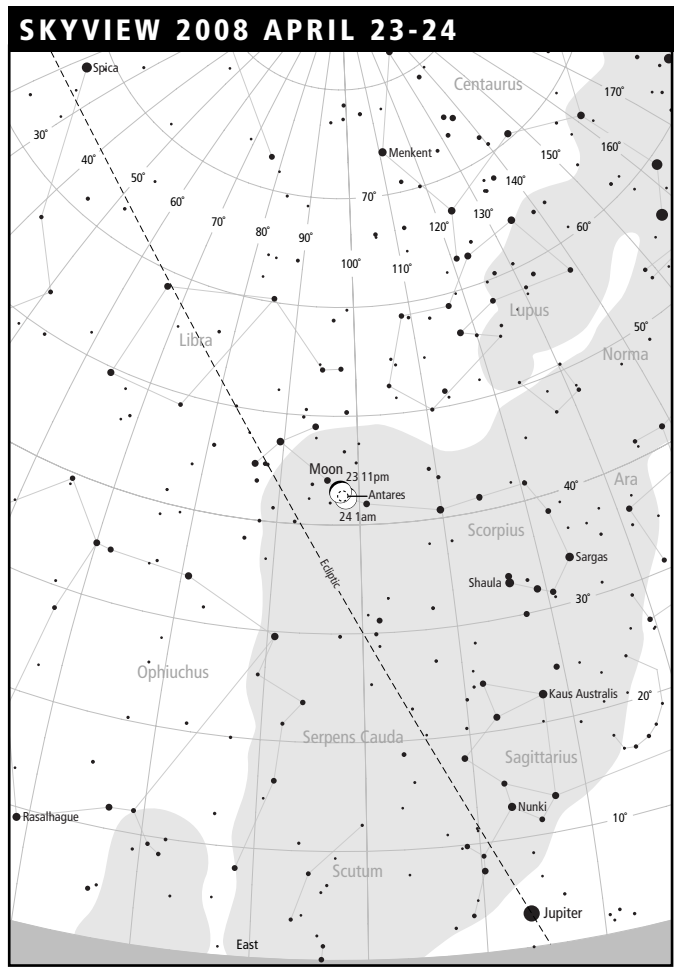 SKYVIEW 2008 APRIL 23-24
Spica
Centaurus
170°
30°
160°
40°
Menkent
150°
50°
140°
60°
70°
130°
70°
120°
60°
80°
90°
100°
110°
Lupus
50°
Libra
Norma
Moon
23 11pm
Antares
24 1am
40°
Ara
Scorpius
Sargas
Ecliptic
Shaula
30°
Ophiuchus
Kaus Australis
20°
Serpens Cauda
Sagittarius
Nunki
10°
Rasalhague
Scutum
Jupiter
East